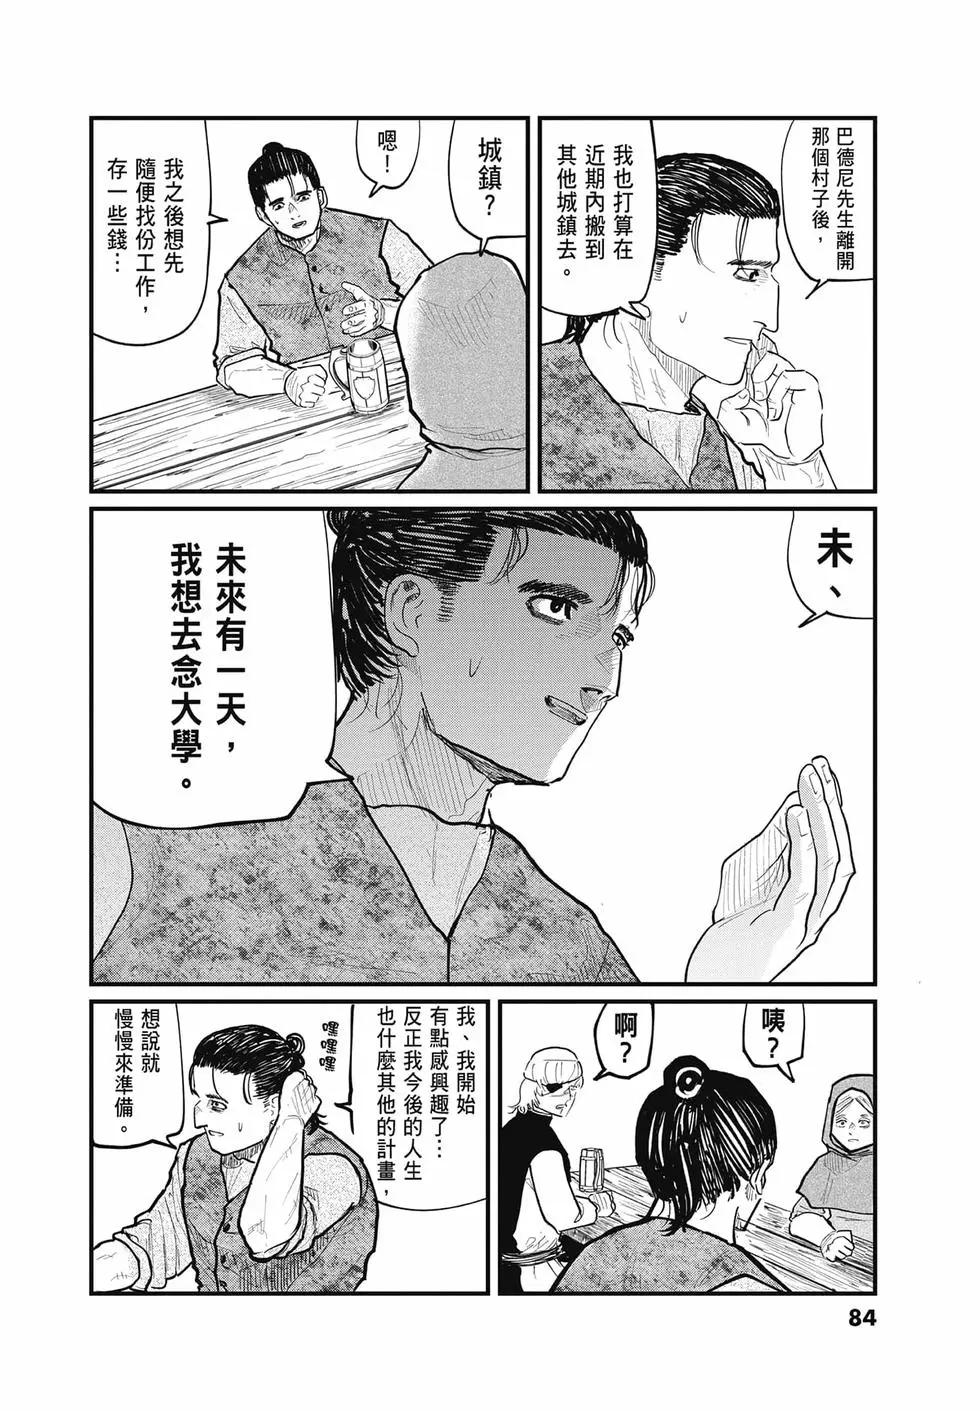 巴德尼先生離開
那個村子後，
我也打算在
近期內搬到
其他城鎮去。
城鎮？
嗯！
我之後想先
隨便找份工作，
存一些錢…
未、
未來有一天，
我想去念大學。
咦？
啊？
我、我開始
有點感興趣了…
反正我今後的人生
也什麼其他的計畫，
嘿嘿嘿
想說就
慢慢來準備。
84